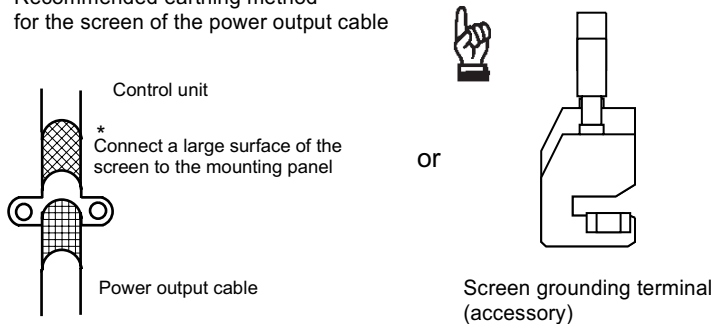 Recommended earthing method
for the screen of the power output cable
Control unit
*
Connect a large surface of the
screen to the mounting panel
or
Power output cable
Screen grounding terminal
(accessory)